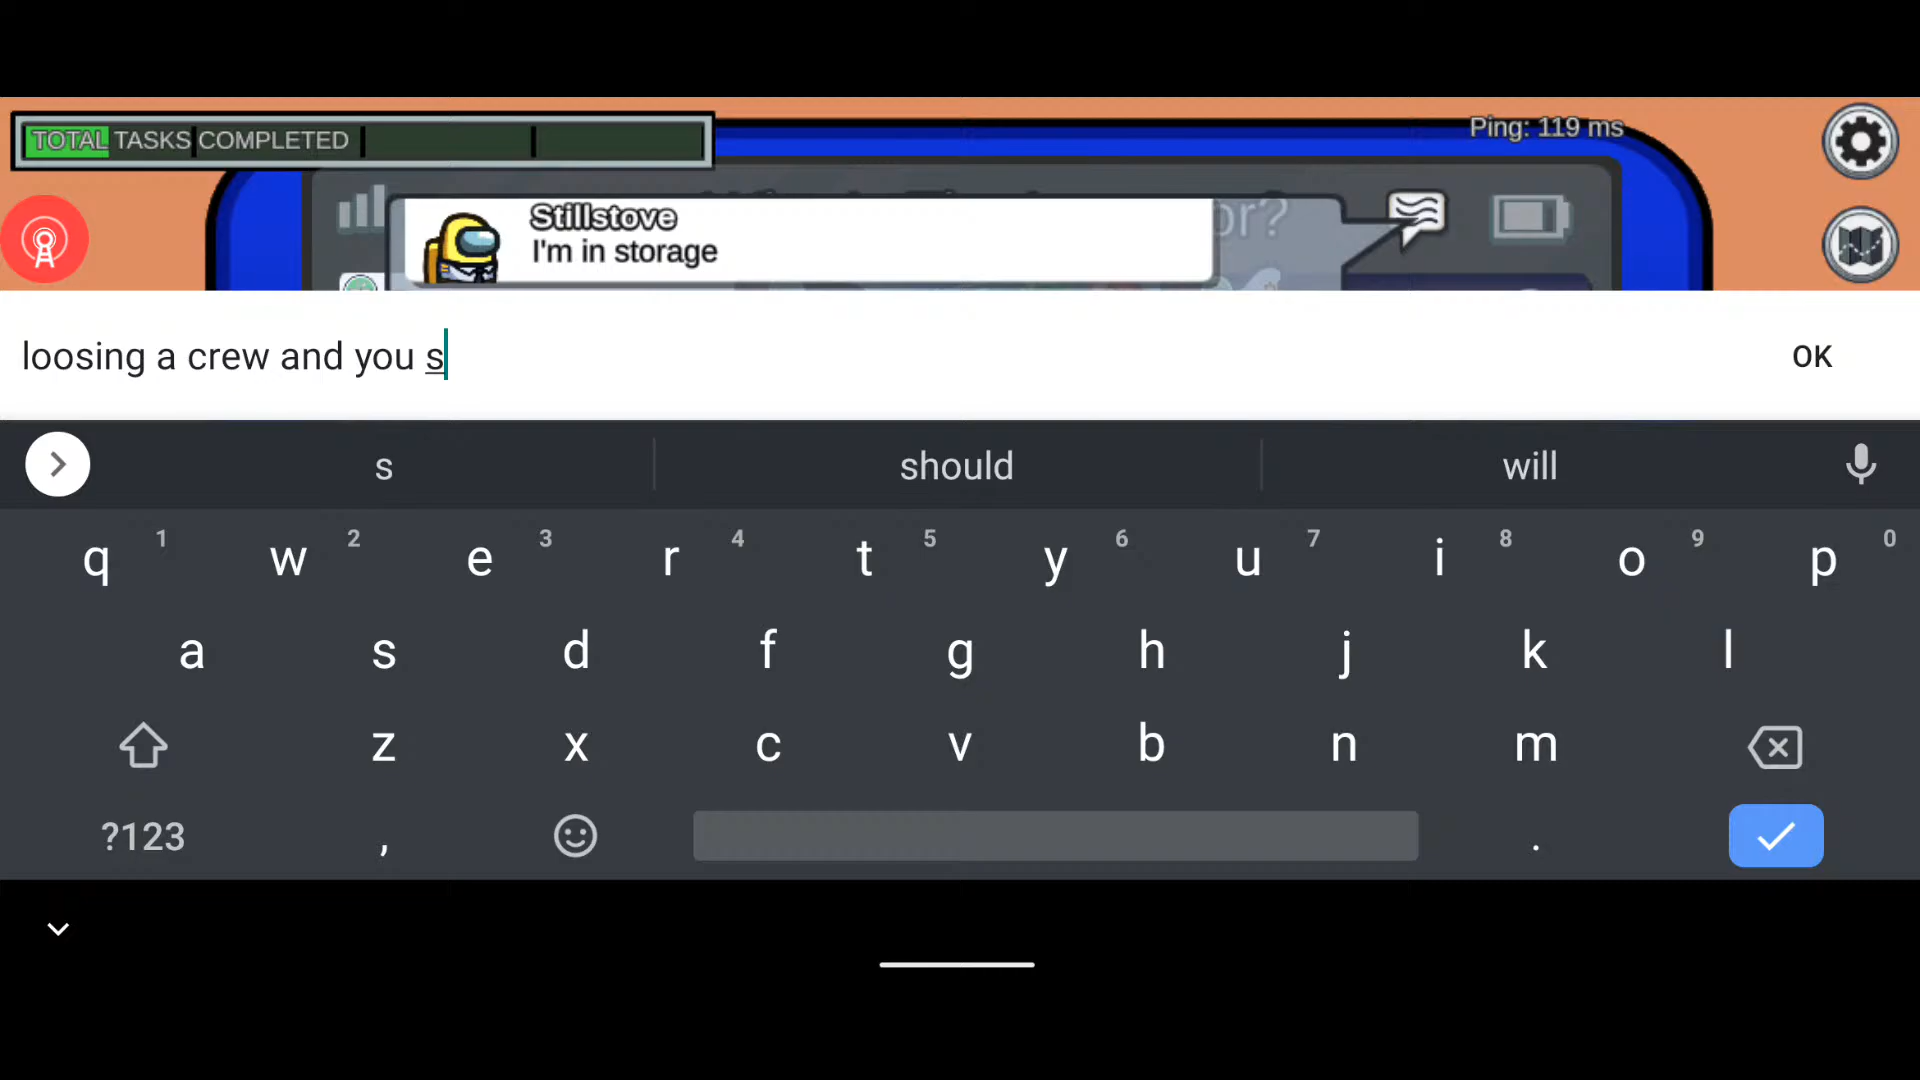 TOTAL TASKS COMPLETED
Ping: 119 ms
or?
Stillstove
I'm in storage
loosing a crew and you s
OK
s should will
q 1 w 2 e 3 r 4 t 5 y 6 u 7 i 8 o 9 p 0
a s d f g h j k l
z x c v b n m
?123 , .